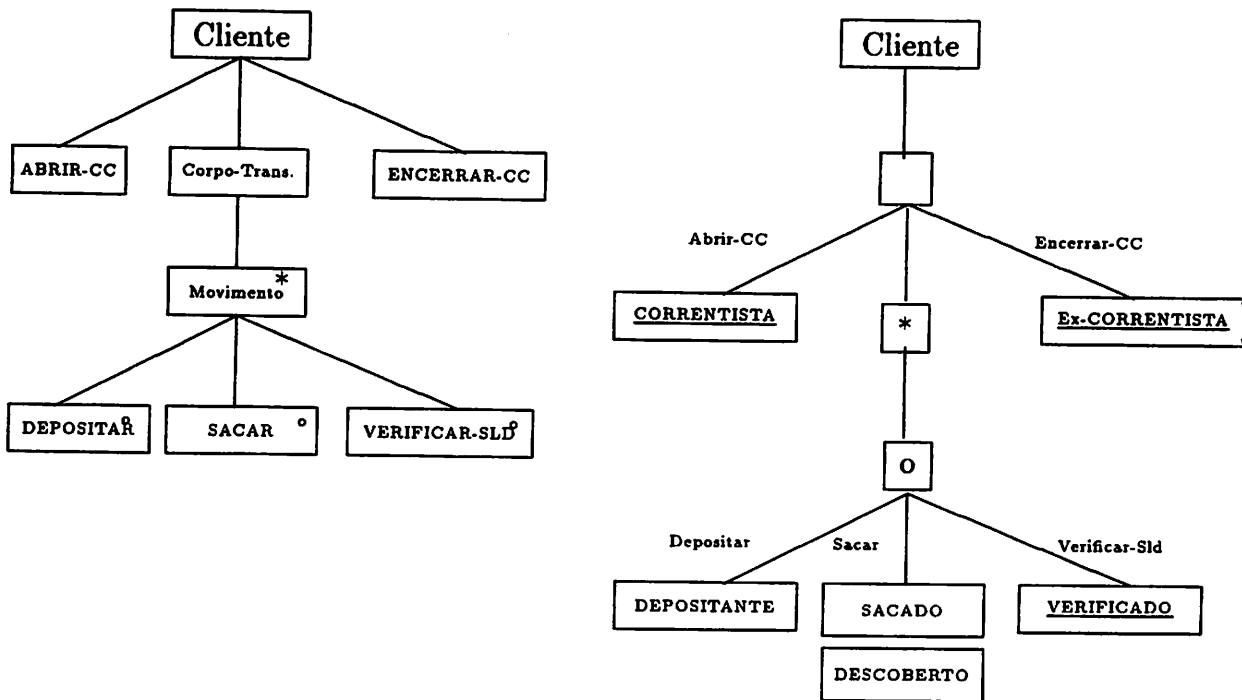 Cliente
ABRIR-CC
Corpo-Trans.
ENCERRAR-CC
Movimento *
DEPOSITAR o
SACAR o
VERIFICAR-SLD o
Cliente
Abrir-CC
Encerrar-CC
CORRENTISTA
*
Ex-CORRENTISTA
O
Depositar
Sacar
Verificar-Sld
DEPOSITANTE
SACADO
VERIFICADO
DESCOBERTO